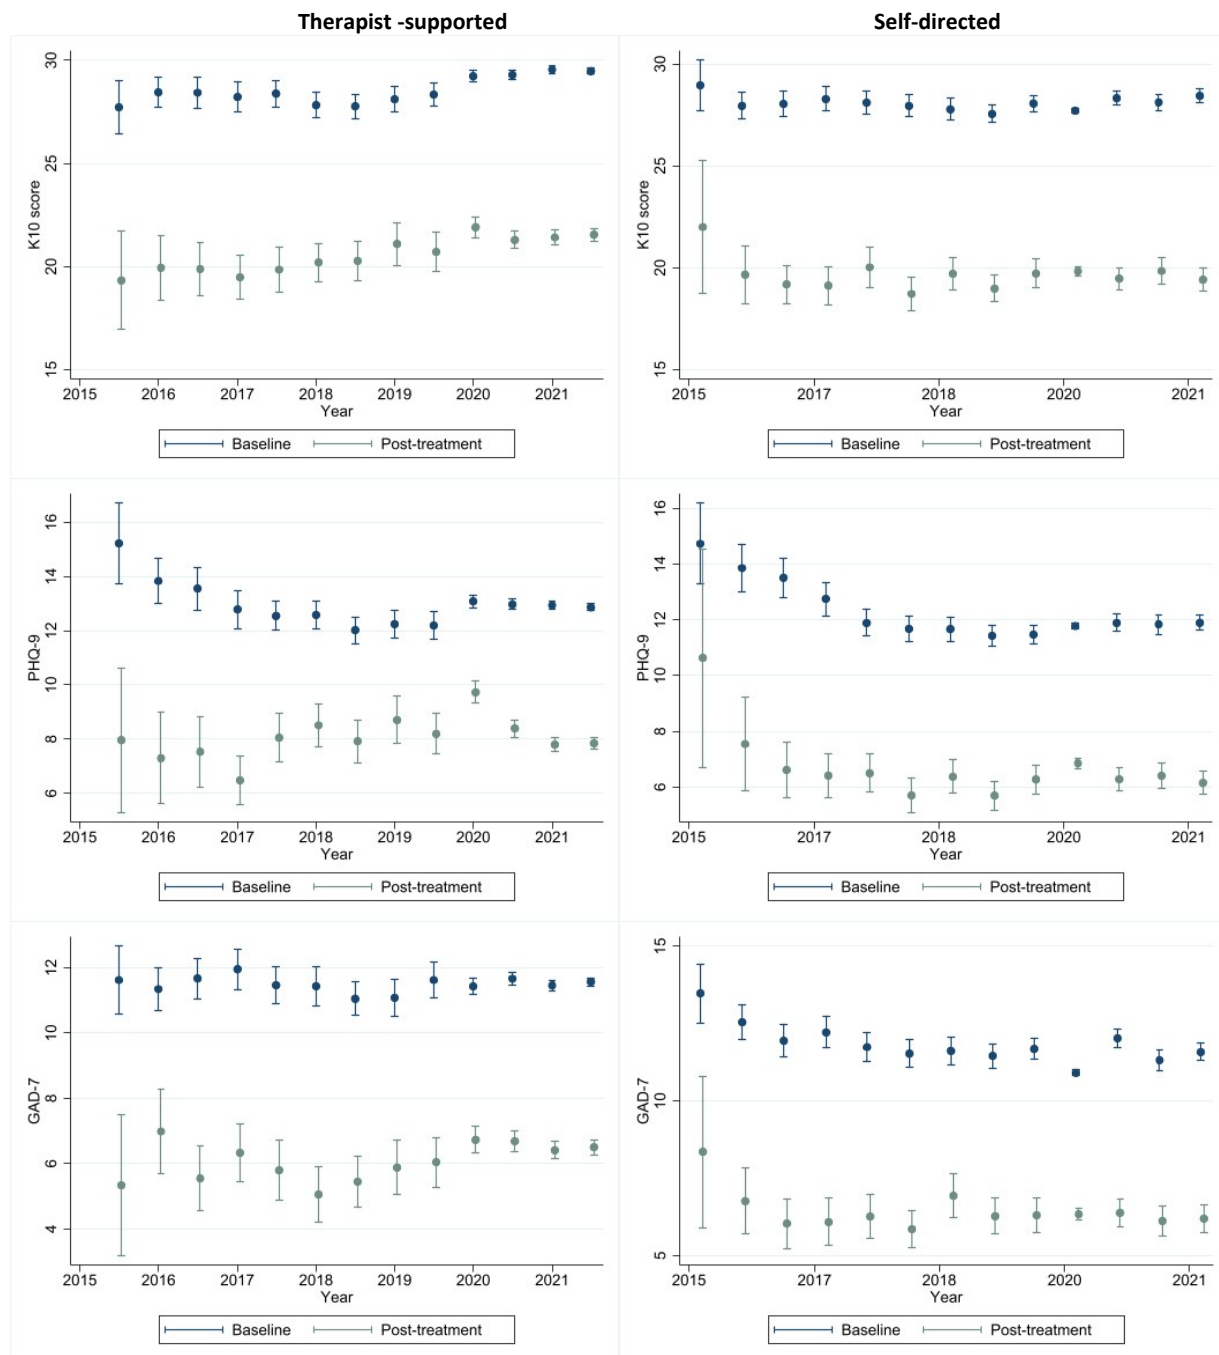 Therapist -supported
Self-directed
30
25
20
15
K10 score
2015 2016 2017 2018 2019 2020 2021
Year
Baseline Post-treatment
30
25
20
15
K10 score
2015 2017 2018 2020 2021
Year
Baseline Post-treatment
16
14
12
10
8
6
PHQ-9
2015 2016 2017 2018 2019 2020 2021
Year
Baseline Post-treatment
16
14
12
10
8
6
PHQ-9
2015 2017 2018 2020 2021
Year
Baseline Post-treatment
12
10
8
6
4
GAD-7
2015 2016 2017 2018 2019 2020 2021
Year
Baseline Post-treatment
15
10
5
GAD-7
2015 2017 2018 2020 2021
Year
Baseline Post-treatment